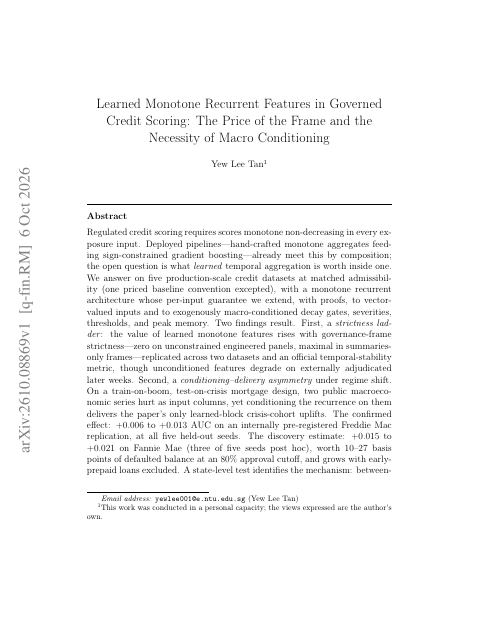 Learned Monotone Recurrent Features in Governed
Credit Scoring: The Price of the Frame and the
Necessity of Macro Conditioning
Yew Lee Tan¹
Abstract
Regulated credit scoring requires scores monotone non-decreasing in every ex-
posure input. Deployed pipelines—hand-crafted monotone aggregates feed-
ing sign-constrained gradient boosting—already meet this by composition;
the open question is what learned temporal aggregation is worth inside one.
We answer on five production-scale credit datasets at matched admissibil-
ity (one priced baseline convention excepted), with a monotone recurrent
architecture whose per-input guarantee we extend, with proofs, to vector-
valued inputs and to exogenously macro-conditioned decay gates, severities,
thresholds, and peak memory. Two findings result. First, a strictness lad-
der: the value of learned monotone features rises with governance-frame
strictness—zero on unconstrained engineered panels, maximal in summaries-
only frames—replicated across two datasets and an official temporal-stability
metric, though unconditioned features degrade on externally adjudicated
later weeks. Second, a conditioning–delivery asymmetry under regime shift.
On a train-on-boom, test-on-crisis mortgage design, two public macroeco-
nomic series hurt as input columns, yet conditioning the recurrence on them
delivers the paper's only learned-block crisis-cohort uplifts. The confirmed
effect: +0.006 to +0.013 AUC on an internally pre-registered Freddie Mac
replication, at all five held-out seeds. The discovery estimate: +0.015 to
+0.021 on Fannie Mae (three of five seeds post hoc), worth 10–27 basis
points of defaulted balance at an 80% approval cutoff, and grows with early-
prepaid loans excluded. A state-level test identifies the mechanism: between-
Email address: yewlee001@e.ntu.edu.sg (Yew Lee Tan)
¹This work was conducted in a personal capacity; the views expressed are the author's
own.
arXiv:2610.08869v1 [q-fin.RM] 6 Oct 2026